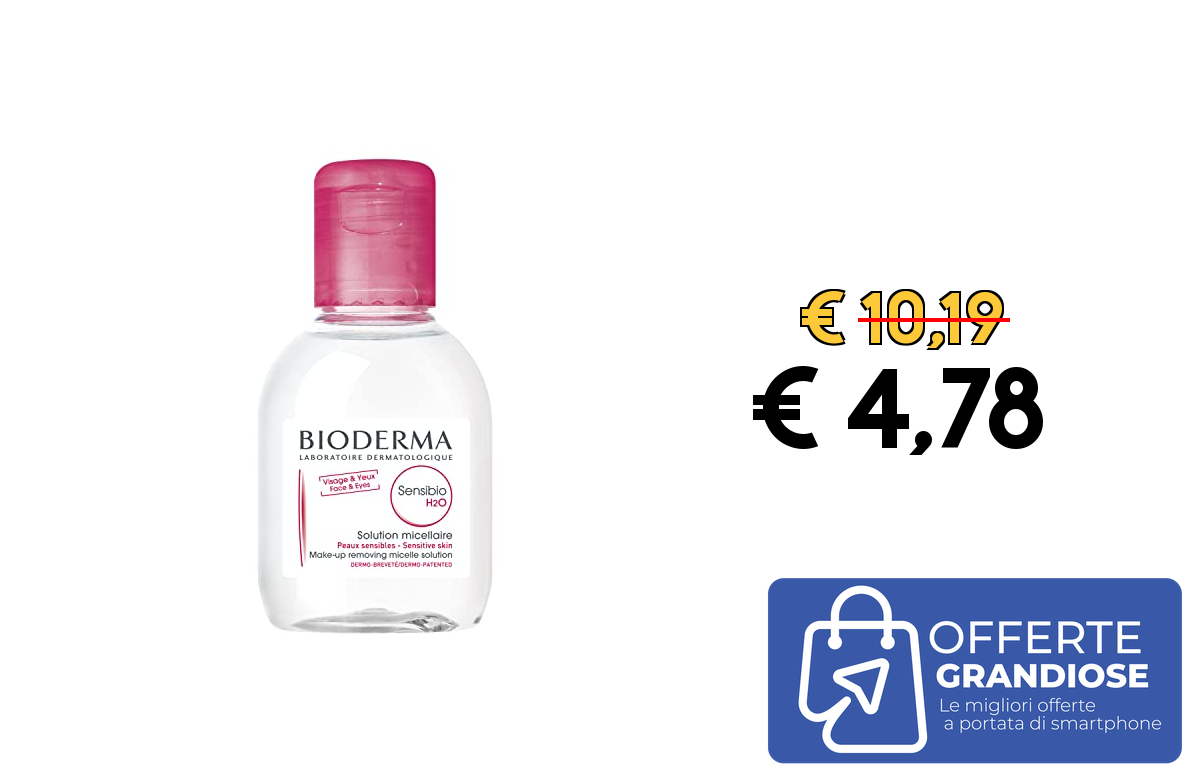 BIODERMA
LABORATOIRE DERMATOLOGIQUE
Visage & Yeux
Face & Eyes
Sensibio
H2O
Solution micellaire
Peaux sensibles - Sensitive skin
Make-up removing micelle solution
DERMO-BREVETÉ/DERMO-PATENTED
€ 10,19
€ 4,78
OFFERTE
GRANDIOSE
Le migliori offerte
a portata di smartphone